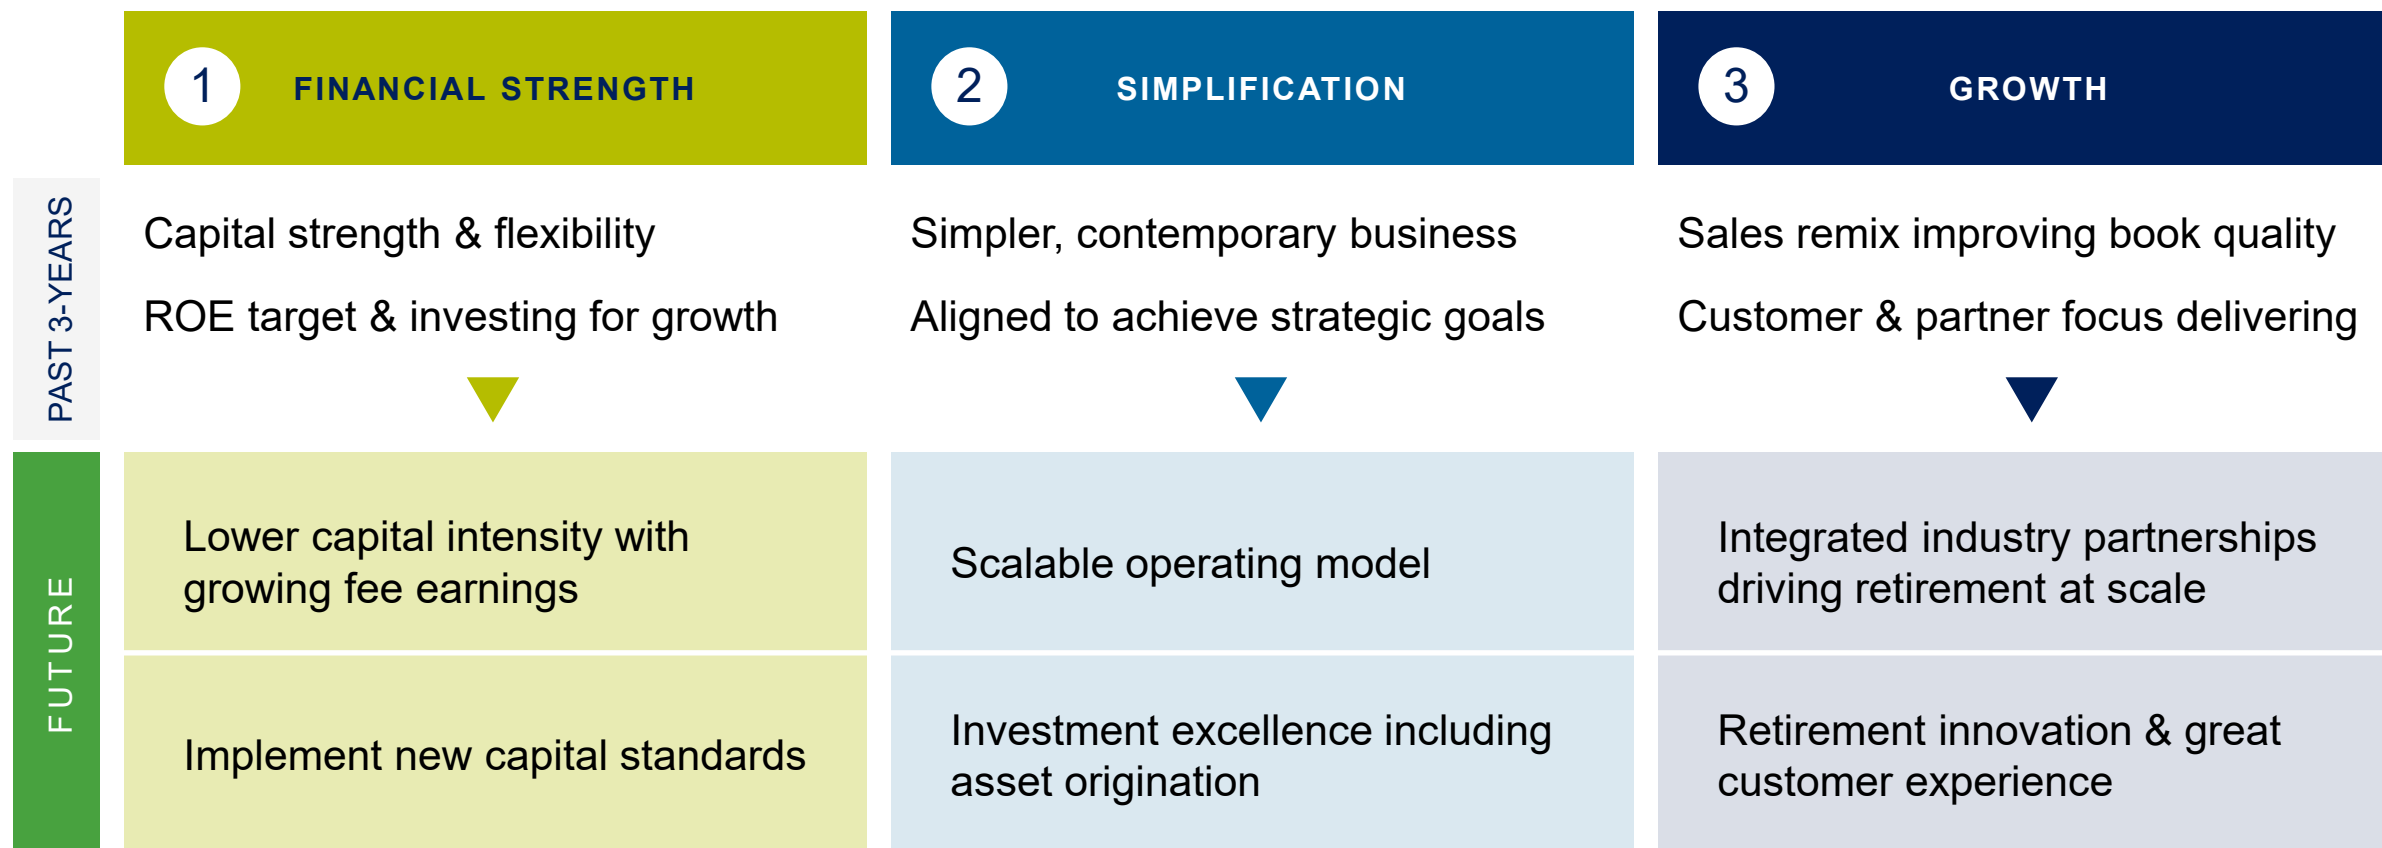 1
FINANCIAL STRENGTH
2
SIMPLIFICATION
3
GROWTH
PAST 3-YEARS
Capital strength & flexibility
ROE target & investing for growth
Simpler, contemporary business
Aligned to achieve strategic goals
Sales remix improving book quality
Customer & partner focus delivering
FUTURE
Lower capital intensity with
growing fee earnings
Scalable operating model
Integrated industry partnerships
driving retirement at scale
Implement new capital standards
Investment excellence including
asset origination
Retirement innovation & great
customer experience